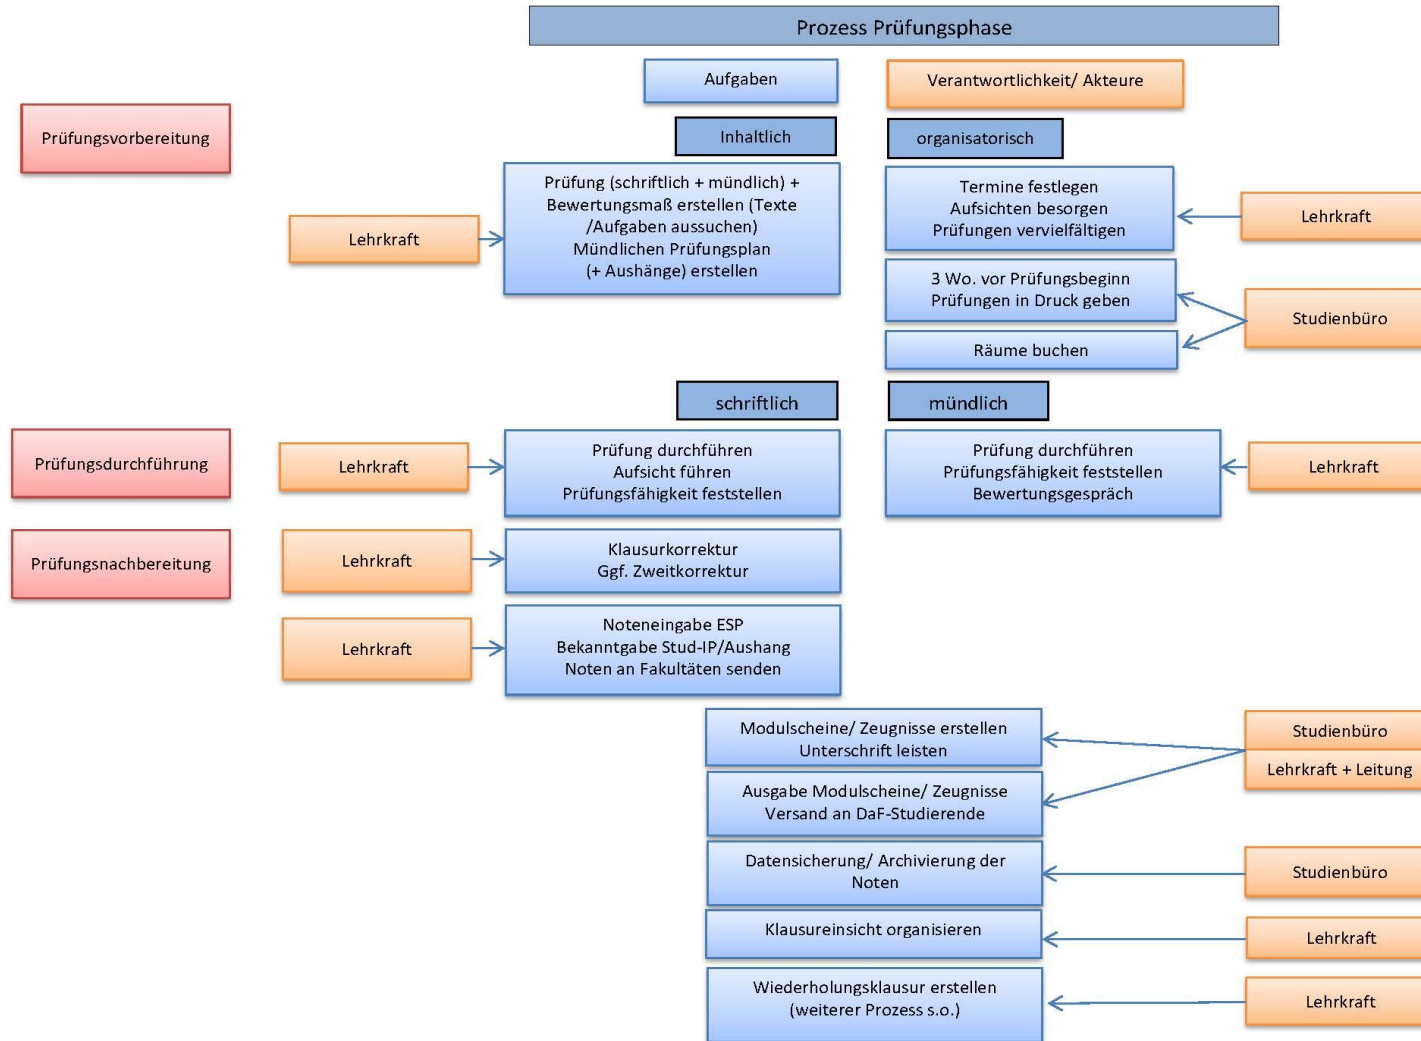 Prozess Prüfungsphase
Aufgaben
Verantwortlichkeit/ Akteure
Prüfungsvorbereitung
Inhaltlich
organisatorisch
Lehrkraft
Prüfung (schriftlich + mündlich) +
Bewertungsmaß erstellen (Texte
/Aufgaben aussuchen)
Mündlichen Prüfungsplan
(+ Aushänge) erstellen
Termine festlegen
Aufsichten besorgen
Prüfungen vervielfältigen
Lehrkraft
3 Wo. vor Prüfungsbeginn
Prüfungen in Druck geben
Studienbüro
Räume buchen
schriftlich
mündlich
Prüfungsdurchführung
Lehrkraft
Prüfung durchführen
Aufsicht führen
Prüfungsfähigkeit feststellen
Prüfung durchführen
Prüfungsfähigkeit feststellen
Bewertungsgespräch
Lehrkraft
Prüfungsnachbereitung
Lehrkraft
Klausurkorrektur
Ggf. Zweitkorrektur
Lehrkraft
Noteneingabe ESP
Bekanntgabe Stud-IP/Aushang
Noten an Fakultäten senden
Modulscheine/ Zeugnisse erstellen
Unterschrift leisten
Studienbüro
Lehrkraft + Leitung
Ausgabe Modulscheine/ Zeugnisse
Versand an DaF-Studierende
Datensicherung/ Archivierung der
Noten
Studienbüro
Klausureinsicht organisieren
Lehrkraft
Wiederholungsklausur erstellen
(weiterer Prozess s.o.)
Lehrkraft